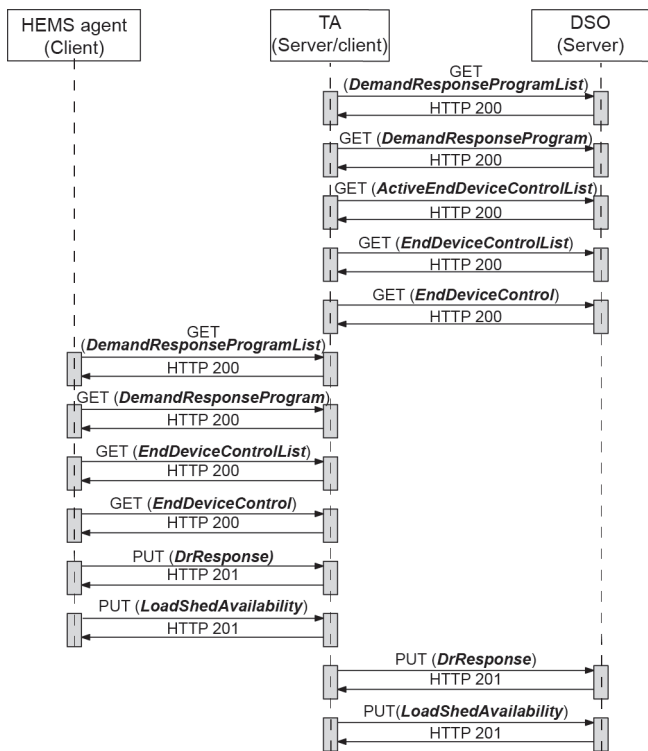 HEMS agent
(Client)
TA
(Server/client)
DSO
(Server)
GET
(DemandResponseProgramList)
HTTP 200
GET (DemandResponseProgram)
HTTP 200
GET (ActiveEndDeviceControlList)
HTTP 200
GET (EndDeviceControlList)
HTTP 200
GET (EndDeviceControl)
HTTP 200
GET
(DemandResponseProgramList)
HTTP 200
GET (DemandResponseProgram)
HTTP 200
GET (EndDeviceControlList)
HTTP 200
GET (EndDeviceControl)
HTTP 200
PUT (DrResponse)
HTTP 201
PUT (LoadShedAvailability)
HTTP 201
PUT (DrResponse)
HTTP 201
PUT(LoadShedAvailability)
HTTP 201